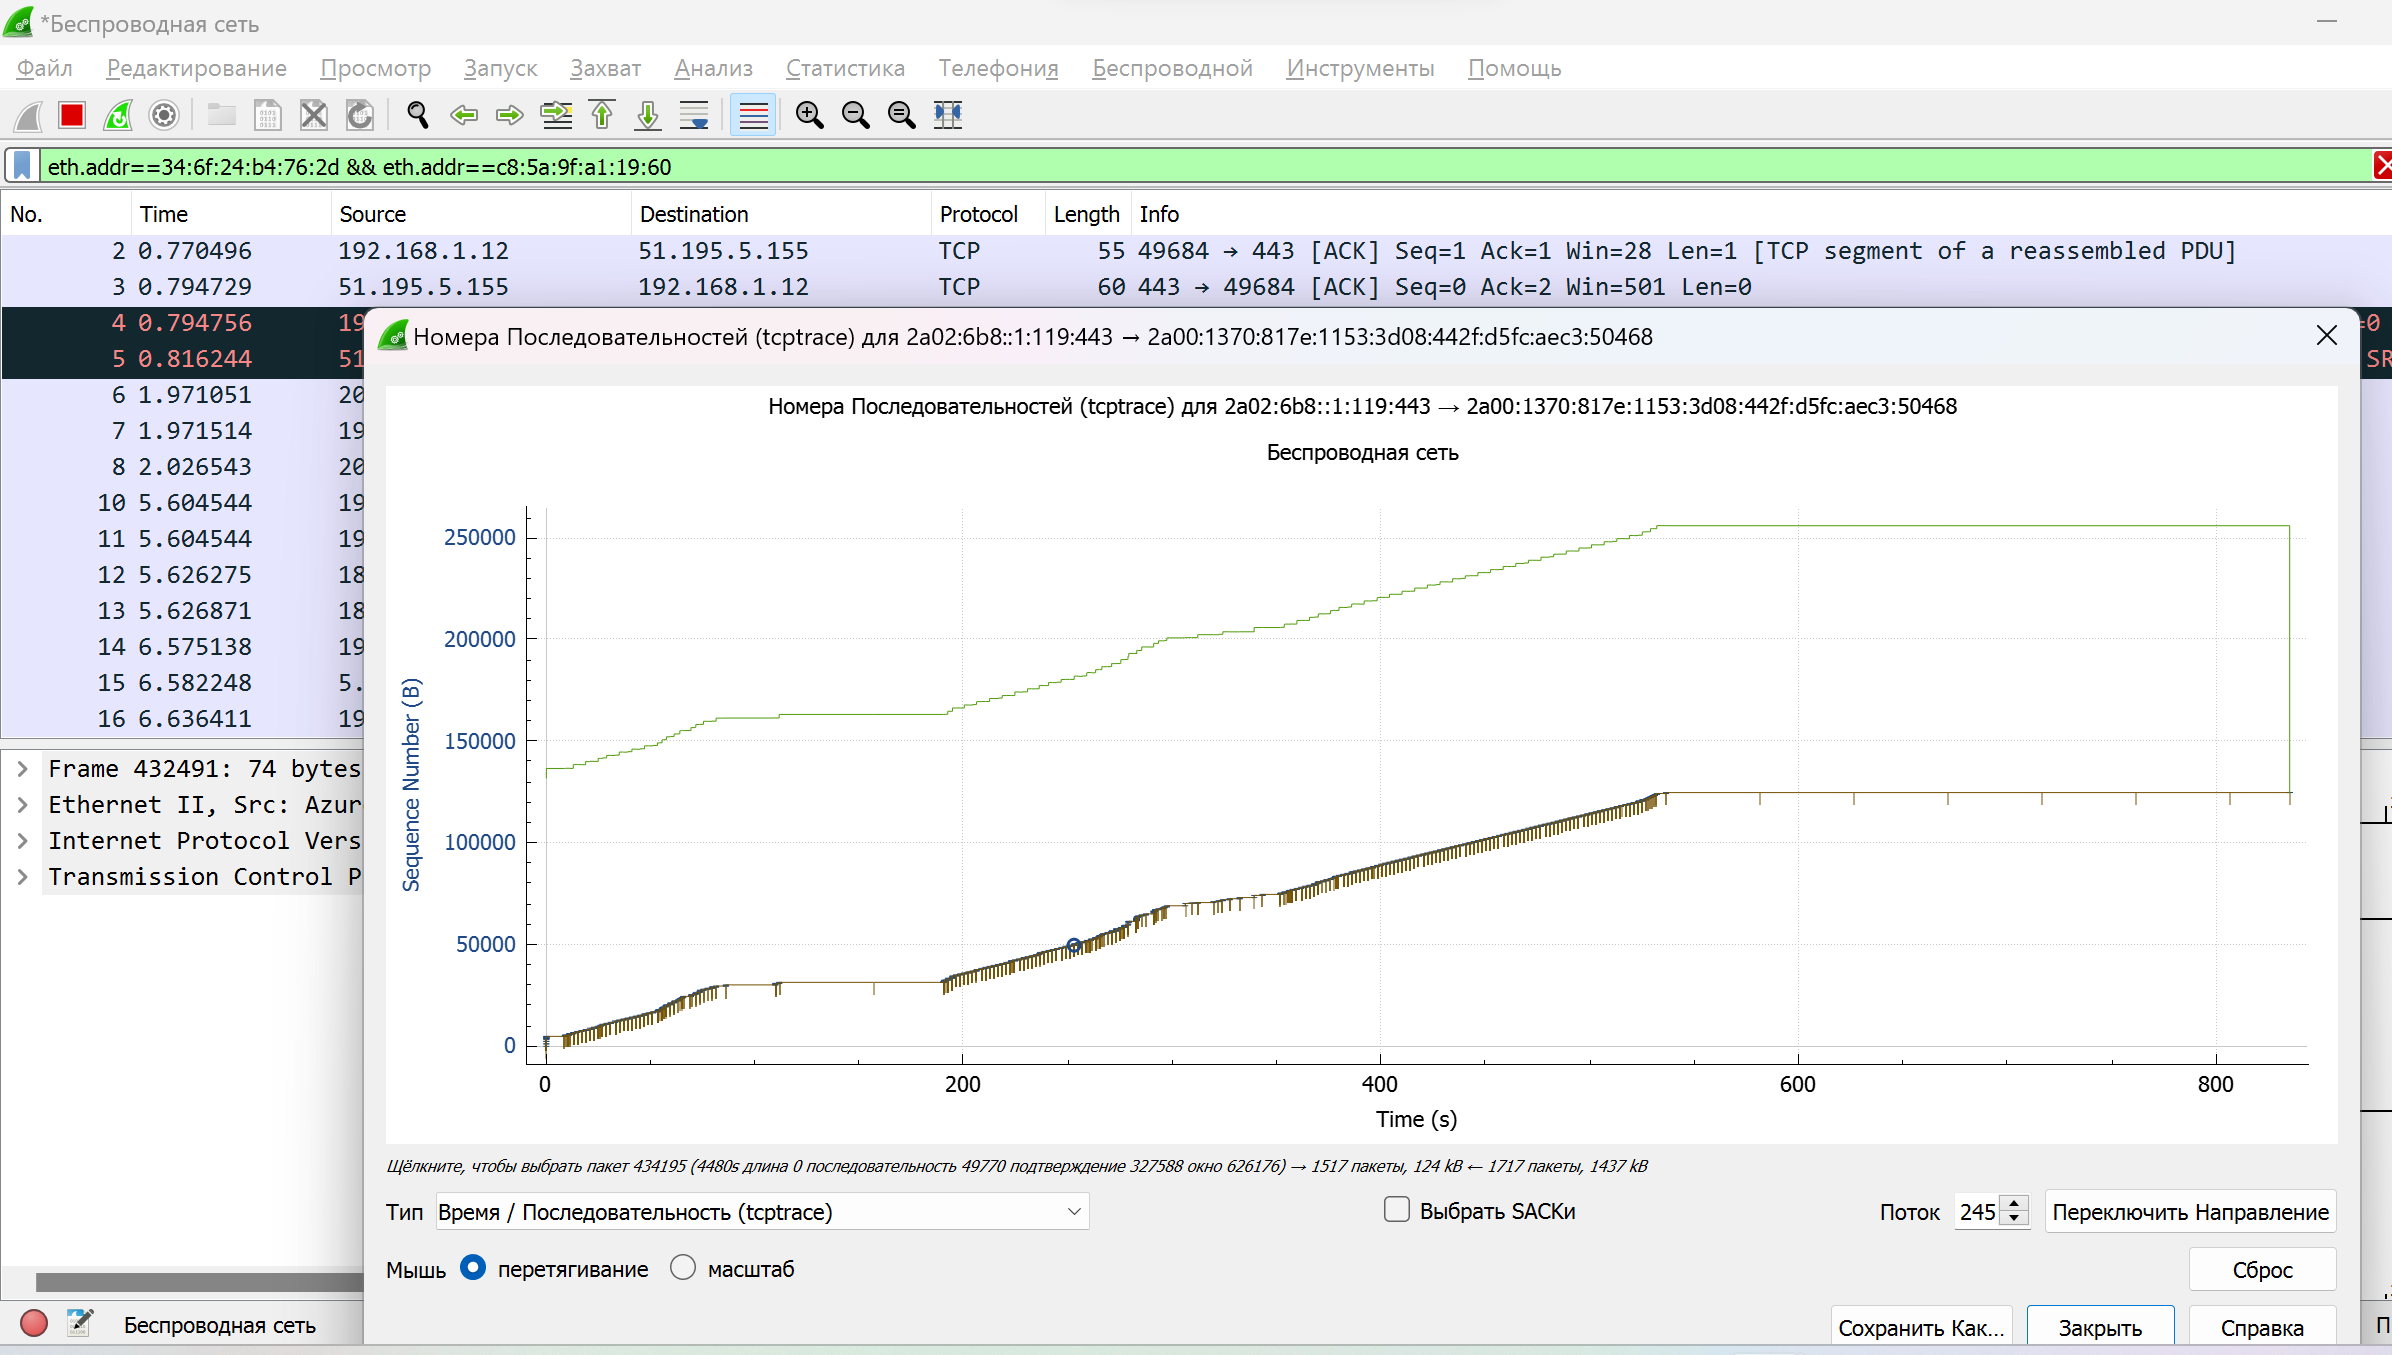 *Беспроводная сеть
Файл Редактирование Просмотр Запуск Захват Анализ Статистика Телефония Беспроводной Инструменты Помощь
eth.addr==34:6f:24:b4:76:2d && eth.addr==c8:5a:9f:a1:19:60
No. Time Source Destination Protocol Length Info
2 0.770496 192.168.1.12 51.195.5.155 TCP 55 49684 → 443 [ACK] Seq=1 Ack=1 Win=28 Len=1 [TCP segment of a reassembled PDU]
3 0.794729 51.195.5.155 192.168.1.12 TCP 60 443 → 49684 [ACK] Seq=0 Ack=2 Win=501 Len=0
4 0.794756 19 =0
5 0.816244 51 SR
6 1.971051 20
7 1.971514 19
8 2.026543 20
10 5.604544 19
11 5.604544 19
12 5.626275 18
13 5.626871 18
14 6.575138 19
15 6.582248 5.
16 6.636411 19
Frame 432491: 74 bytes
Ethernet II, Src: Azur
Internet Protocol Vers
Transmission Control P
Беспроводная сеть
Номера Последовательностей (tcptrace) для 2a02:6b8::1:119:443 → 2a00:1370:817e:1153:3d08:442f:d5fc:aec3:50468
Номера Последовательностей (tcptrace) для 2a02:6b8::1:119:443 → 2a00:1370:817e:1153:3d08:442f:d5fc:aec3:50468
Беспроводная сеть
Sequence Number (B)
250000
200000
150000
100000
50000
0
0 200 400 600 800
Time (s)
Щёлкните, чтобы выбрать пакет 434195 (4480s длина 0 последовательность 49770 подтверждение 327588 окно 626176) → 1517 пакеты, 124 kB ← 1717 пакеты, 1437 kB
Тип Время / Последовательность (tcptrace) Выбрать SACKи Поток 245 Переключить Направление
Мышь перетягивание масштаб Сброс
Сохранить Как... Закрыть Справка
П